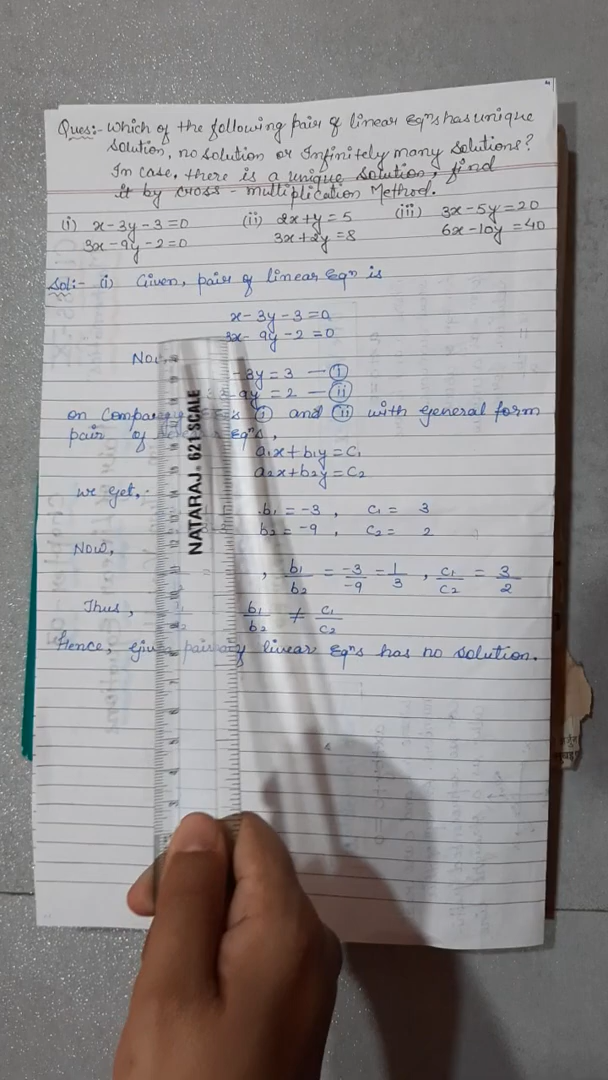 Ques:- Which of the following pair of linear Eqns has unique
solution, no solution or Infinitely many solutions?
In case, there is a unique solution, find
it by cross-multiplication Method.
(i) x-3y-3=0 (ii) 2x+y=5 (iii) 3x-5y=20
3x-9y-2=0 3x+2y=8 6x-10y=40
Sol:- (i) Given, pair of linear Eqn is
x-3y-3=0
3x-9y-2=0
-3y=3 —(i)
9y=2 —(ii)
on (i) and (ii) with general form
pair of Eqns,
a₁x+b₁y=c₁
a₂x+b₂y=c₂
we get,
b₁=-3, c₁= 3
b₂=-9, c₂= 2
Now,
, b₁/b₂ = -3/-9 = 1/3, c₁/c₂ = 3/2
Thus, b₁/b₂ ≠ c₁/c₂
Hence, pair linear Eqns has no solution.
NATARAJ. 621 SCALE